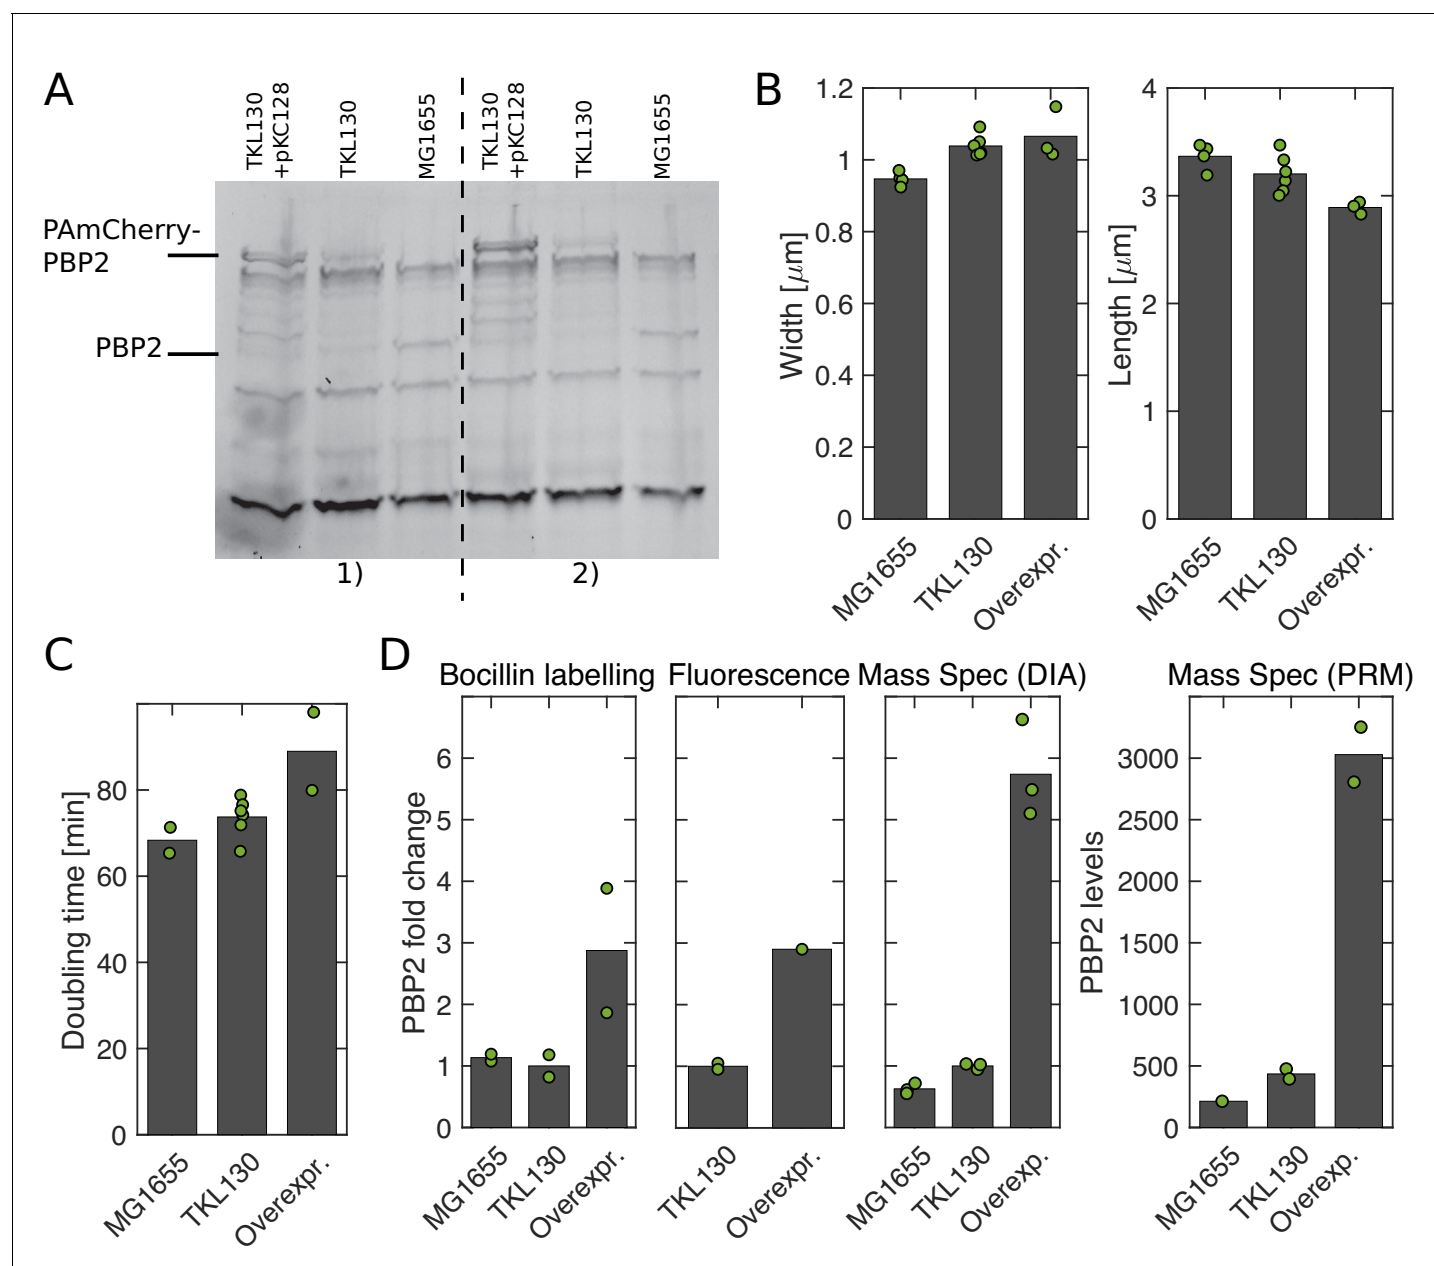 A
TKL130
+pKC128
TKL130
MG1655
TKL130
+pKC128
TKL130
MG1655
PAmCherry-
PBP2
PBP2
1)
2)
B
Width [μm]
1.2
1
0.8
0.6
0.4
0.2
0
MG1655
TKL130
Overexpr.
Length [μm]
4
3
2
1
0
MG1655
TKL130
Overexpr.
C
Doubling time [min]
80
60
40
20
0
MG1655
TKL130
Overexpr.
D
Bocillin labelling
PBP2 fold change
6
5
4
3
2
1
0
MG1655
TKL130
Overexpr.
Fluorescence
TKL130
Overexpr.
Mass Spec (DIA)
MG1655
TKL130
Overexp.
Mass Spec (PRM)
PBP2 levels
3000
2500
2000
1500
1000
500
0
MG1655
TKL130
Overexpr.